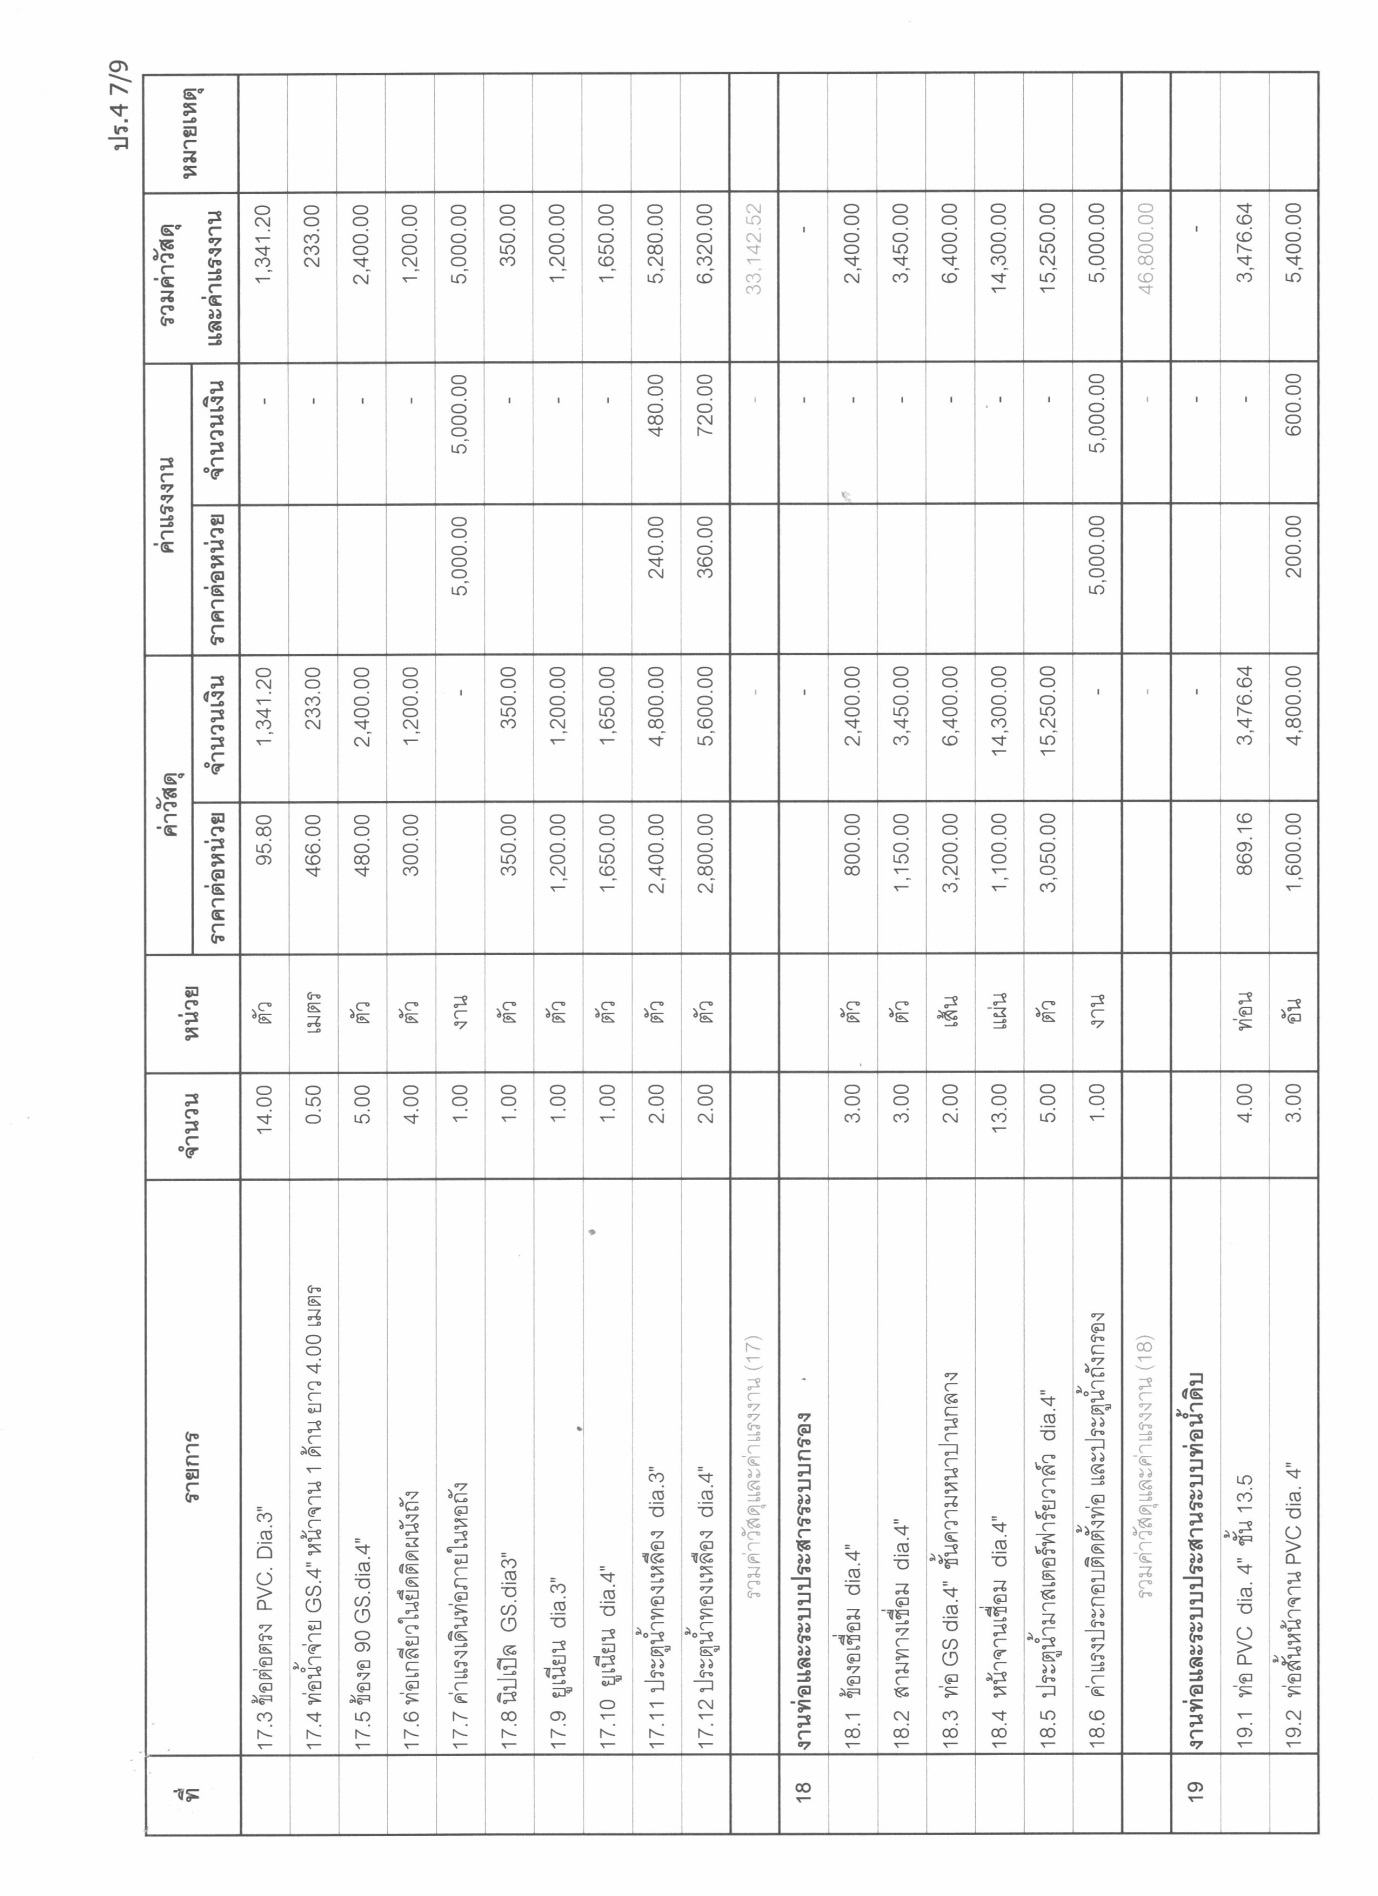 ปร.4 7/9
ที่ รายการ จำนวน หน่วย ค่าวัสดุ ค่าแรงงาน รวมค่าวัสดุ หมายเหตุ
ราคาต่อหน่วย จำนวนเงิน ราคาต่อหน่วย จำนวนเงิน และค่าแรงงาน
17.3 ข้อต่อตรง PVC. Dia.3" 14.00 ตัว 95.80 1,341.20 - 1,341.20
17.4 ท่อน้ำจ่าย GS.4" หน้าจาน 1 ด้าน ยาว 4.00 เมตร 0.50 เมตร 466.00 233.00 - 233.00
17.5 ข้องอ 90 GS.dia.4" 5.00 ตัว 480.00 2,400.00 - 2,400.00
17.6 ท่อเกลียวในยึดติดผนังถัง 4.00 ตัว 300.00 1,200.00 - 1,200.00
17.7 ค่าแรงเดินท่อภายในหอถัง 1.00 งาน - 5,000.00 5,000.00 5,000.00
17.8 นิปเปิล GS.dia3" 1.00 ตัว 350.00 350.00 - 350.00
17.9 ยูเนียน dia.3" 1.00 ตัว 1,200.00 1,200.00 - 1,200.00
17.10 ยูเนียน dia.4" 1.00 ตัว 1,650.00 1,650.00 - 1,650.00
17.11 ประตูน้ำทองเหลือง dia.3" 2.00 ตัว 2,400.00 4,800.00 240.00 480.00 5,280.00
17.12 ประตูน้ำทองเหลือง dia.4" 2.00 ตัว 2,800.00 5,600.00 360.00 720.00 6,320.00
รวมค่าวัสดุและค่าแรงงาน (17) - - 33,142.52
18 งานท่อและระบบประสารระบบกรอง - - -
18.1 ข้องอเชื่อม dia.4" 3.00 ตัว 800.00 2,400.00 - 2,400.00
18.2 สามทางเชื่อม dia.4" 3.00 ตัว 1,150.00 3,450.00 - 3,450.00
18.3 ท่อ GS dia.4" ชั้นความหนาปานกลาง 2.00 เส้น 3,200.00 6,400.00 - 6,400.00
18.4 หน้าจานเชื่อม dia.4" 13.00 แผ่น 1,100.00 14,300.00 - 14,300.00
18.5 ประตูน้ำมาสเตอร์ฟาร์ยวาล์ว dia.4" 5.00 ตัว 3,050.00 15,250.00 - 15,250.00
18.6 ค่าแรงประกอบติดตั้งท่อ และประตูน้ำถังกรอง 1.00 งาน - 5,000.00 5,000.00 5,000.00
รวมค่าวัสดุและค่าแรงงาน (18) - - 46,800.00
19 งานท่อและระบบประสานระบบท่อน้ำดิบ - - -
19.1 ท่อ PVC dia. 4" ชั้น 13.5 4.00 ท่อน 869.16 3,476.64 - 3,476.64
19.2 ท่อสั้นหน้าจาน PVC dia. 4" 3.00 อัน 1,600.00 4,800.00 200.00 600.00 5,400.00